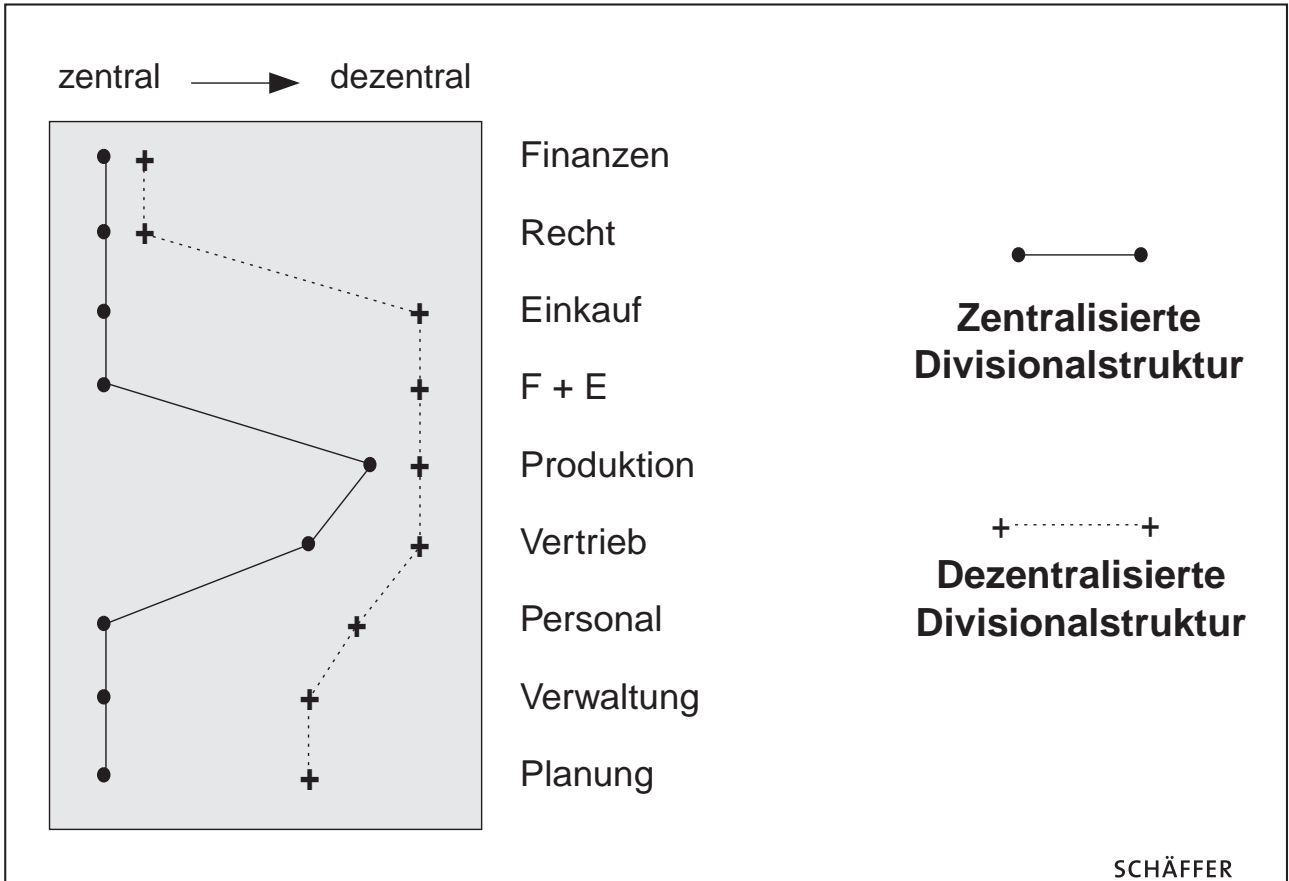 zentral dezentral
Finanzen
Recht
Einkauf
F + E
Produktion
Vertrieb
Personal
Verwaltung
Planung
Zentralisierte
Divisionalstruktur
Dezentralisierte
Divisionalstruktur
SCHÄFFER